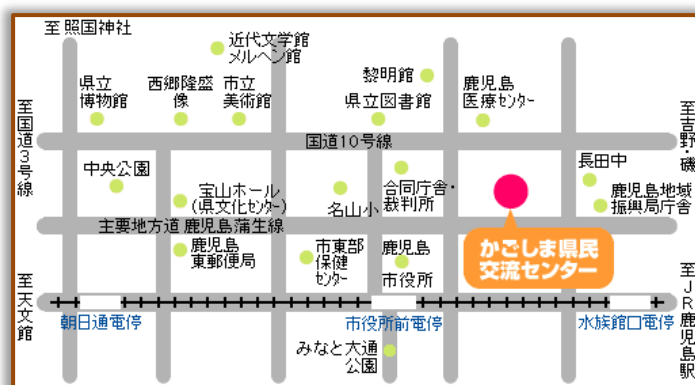 至照国神社
近代文学館
メルヘン館
黎明館
県立
博物館
西郷隆盛
像
市立
美術館
県立図書館
鹿児島
医療センター
至国道3号線
至吉野・磯
国道10号線
中央公園
宝山ホール
(県文化センター)
名山小
合同庁舎・
裁判所
長田中
鹿児島地域
振興局庁舎
主要地方道 鹿児島蒲生線
鹿児島
東郵便局
市東部
保健
センター
鹿児島
市役所
かごしま県民
交流センター
至天文館
至JR鹿児島駅
朝日通電停
市役所前電停
水族館口電停
みなと大通
公園